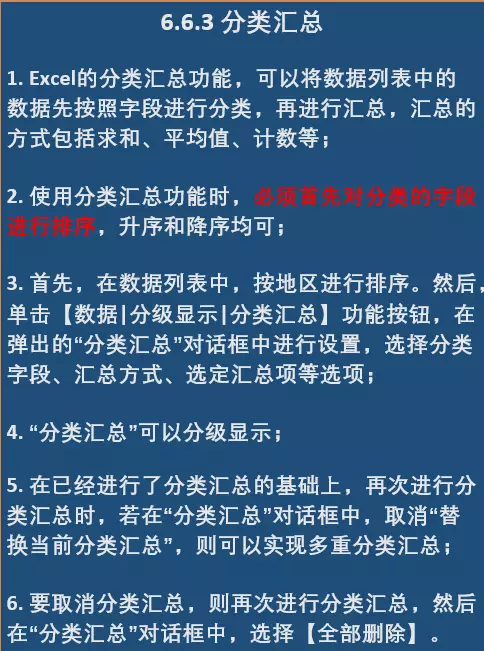 6.6.3 分类汇总
1. Excel的分类汇总功能，可以将数据列表中的
数据先按照字段进行分类，再进行汇总，汇总的
方式包括求和、平均值、计数等；
2. 使用分类汇总功能时，必须首先对分类的字段
进行排序，升序和降序均可；
3. 首先，在数据列表中，按地区进行排序。然后，
单击【数据|分级显示|分类汇总】功能按钮，在
弹出的“分类汇总”对话框中进行设置，选择分类
字段、汇总方式、选定汇总项等选项；
4. “分类汇总”可以分级显示；
5. 在已经进行了分类汇总的基础上，再次进行分
类汇总时，若在“分类汇总”对话框中，取消“替
换当前分类汇总”，则可以实现多重分类汇总；
6. 要取消分类汇总，则再次进行分类汇总，然后
在“分类汇总”对话框中，选择【全部删除】。